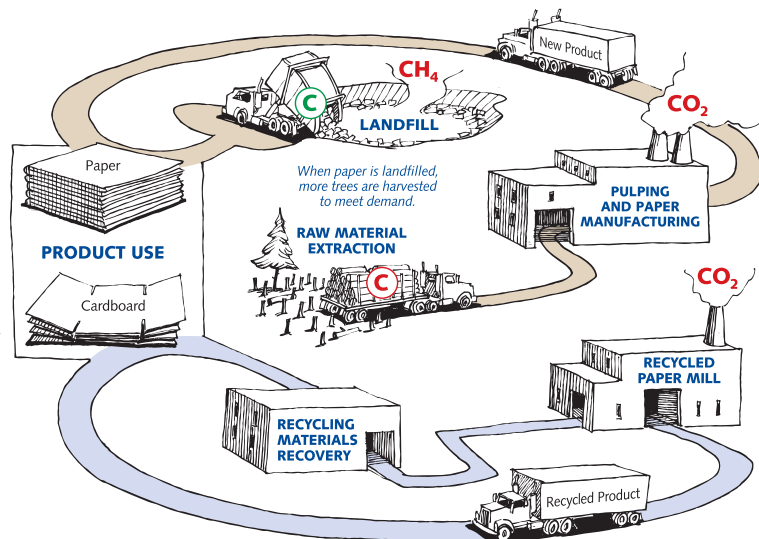 New Product
CH₄
CO₂
C
LANDFILL
Paper
When paper is landfilled,
more trees are harvested
to meet demand.
PULPING
AND PAPER
MANUFACTURING
RAW MATERIAL
EXTRACTION
PRODUCT USE
C
CO₂
Cardboard
RECYCLED
PAPER MILL
RECYCLING
MATERIALS
RECOVERY
Recycled Product